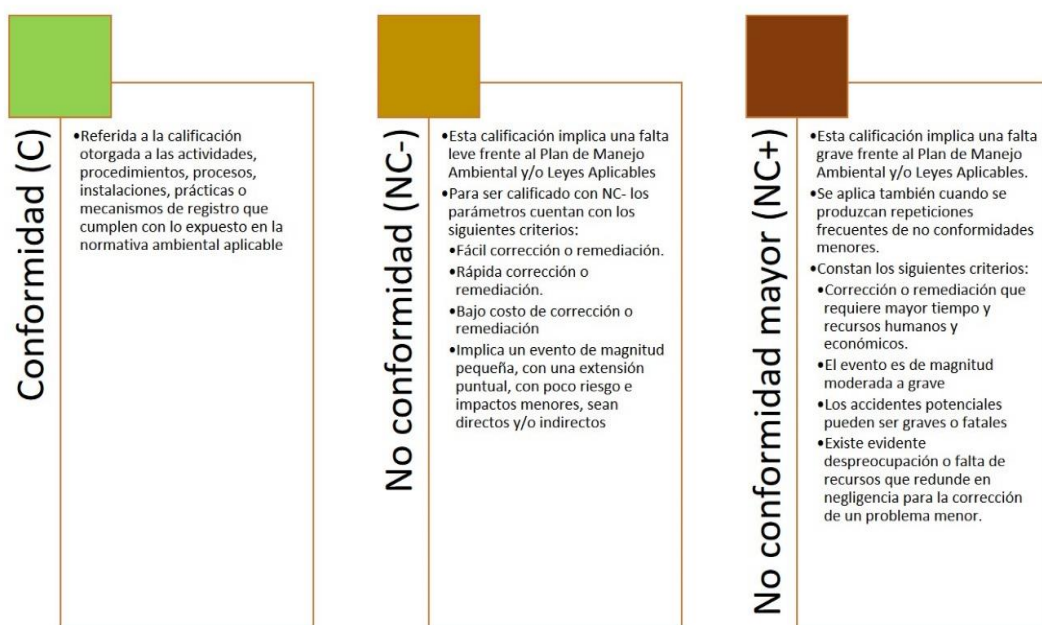 Conformidad (C)
•Referida a la calificación
otorgada a las actividades,
procedimientos, procesos,
instalaciones, prácticas o
mecanismos de registro que
cumplen con lo expuesto en la
normativa ambiental aplicable
No conformidad (NC-)
•Esta calificación implica una falta
leve frente al Plan de Manejo
Ambiental y/o Leyes Aplicables
•Para ser calificado con NC- los
parámetros cuentan con los
siguientes criterios:
•Fácil corrección o remediación.
•Rápida corrección o
remediación.
•Bajo costo de corrección o
remediación
•Implica un evento de magnitud
pequeña, con una extensión
puntual, con poco riesgo e
impactos menores, sean
directos y/o indirectos
No conformidad mayor (NC+)
•Esta calificación implica una falta
grave frente al Plan de Manejo
Ambiental y/o Leyes Aplicables.
•Se aplica también cuando se
produzcan repeticiones
frecuentes de no conformidades
menores.
•Constan los siguientes criterios:
•Corrección o remediación que
requiere mayor tiempo y
recursos humanos y
económicos.
•El evento es de magnitud
moderada a grave
•Los accidentes potenciales
pueden ser graves o fatales
•Existe evidente
despreocupación o falta de
recursos que redunde en
negligencia para la corrección
de un problema menor.